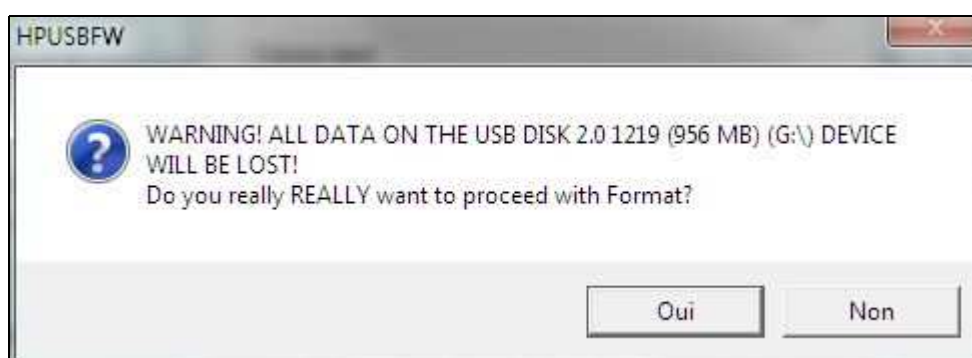 HPUSBFW
WARNING! ALL DATA ON THE USB DISK 2.0 1219 (956 MB) (G:\) DEVICE
WILL BE LOST!
Do you really REALLY want to proceed with Format?
Oui
Non